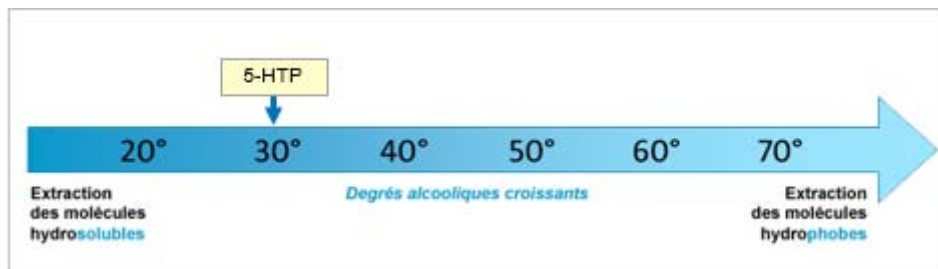 5-HTP
20° 30° 40° 50° 60° 70°
Extraction
des molécules
hydrosolubles
Degrés alcooliques croissants
Extraction
des molécules
hydrophobes